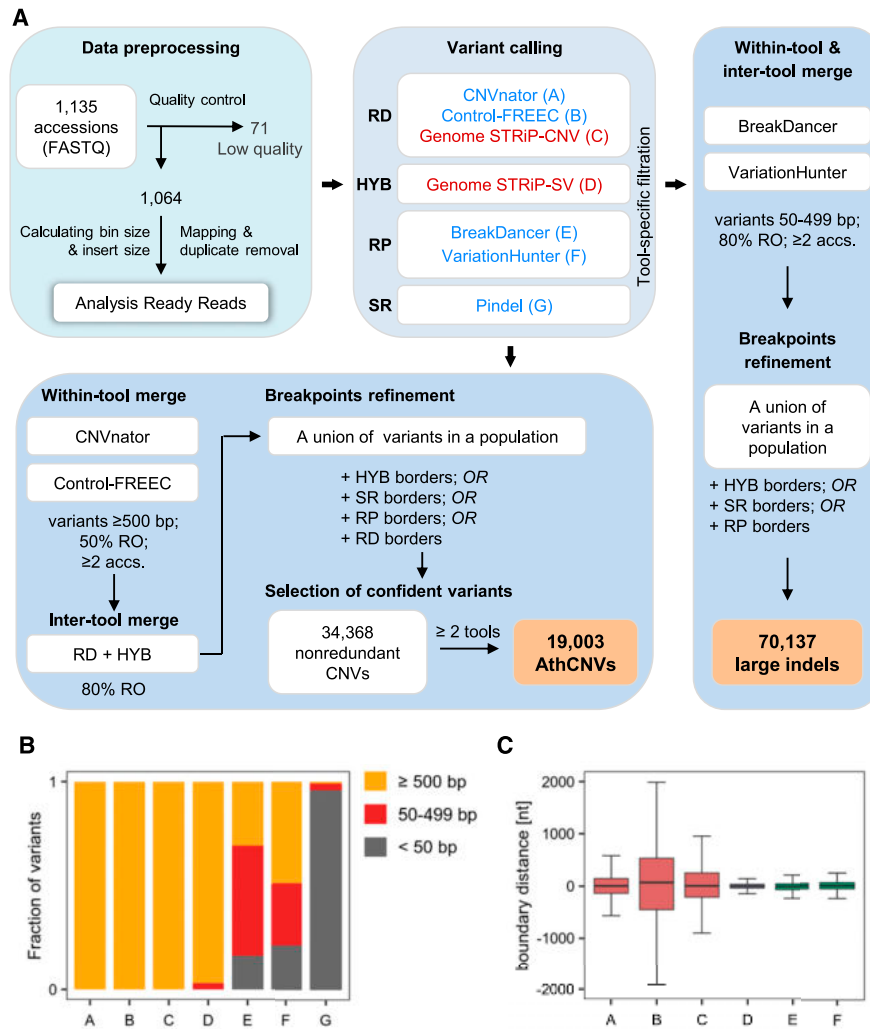 A
Data preprocessing
1,135
accessions
(FASTQ)
Quality control
71
Low quality
1,064
Calculating bin size
& insert size
Mapping &
duplicate removal
Analysis Ready Reads
Variant calling
RD
CNVnator (A)
Control-FREEC (B)
Genome STRiP-CNV (C)
HYB
Genome STRiP-SV (D)
RP
BreakDancer (E)
VariationHunter (F)
SR
Pindel (G)
Tool-specific filtration
Within-tool &
inter-tool merge
BreakDancer
VariationHunter
variants 50-499 bp;
80% RO; ≥2 accs.
Breakpoints
refinement
A union of
variants in a
population
+ HYB borders; OR
+ SR borders; OR
+ RP borders
70,137
large indels
Within-tool merge
CNVnator
Control-FREEC
variants ≥500 bp;
50% RO;
≥2 accs.
Inter-tool merge
RD + HYB
80% RO
Breakpoints refinement
A union of variants in a population
+ HYB borders; OR
+ SR borders; OR
+ RP borders; OR
+ RD borders
Selection of confident variants
34,368
nonredundant
CNVs
≥ 2 tools
19,003
AthCNVs
B
Fraction of variants
1
0
A B C D E F G
≥ 500 bp
50-499 bp
< 50 bp
C
boundary distance [nt]
2000
1000
0
-1000
-2000
A B C D E F